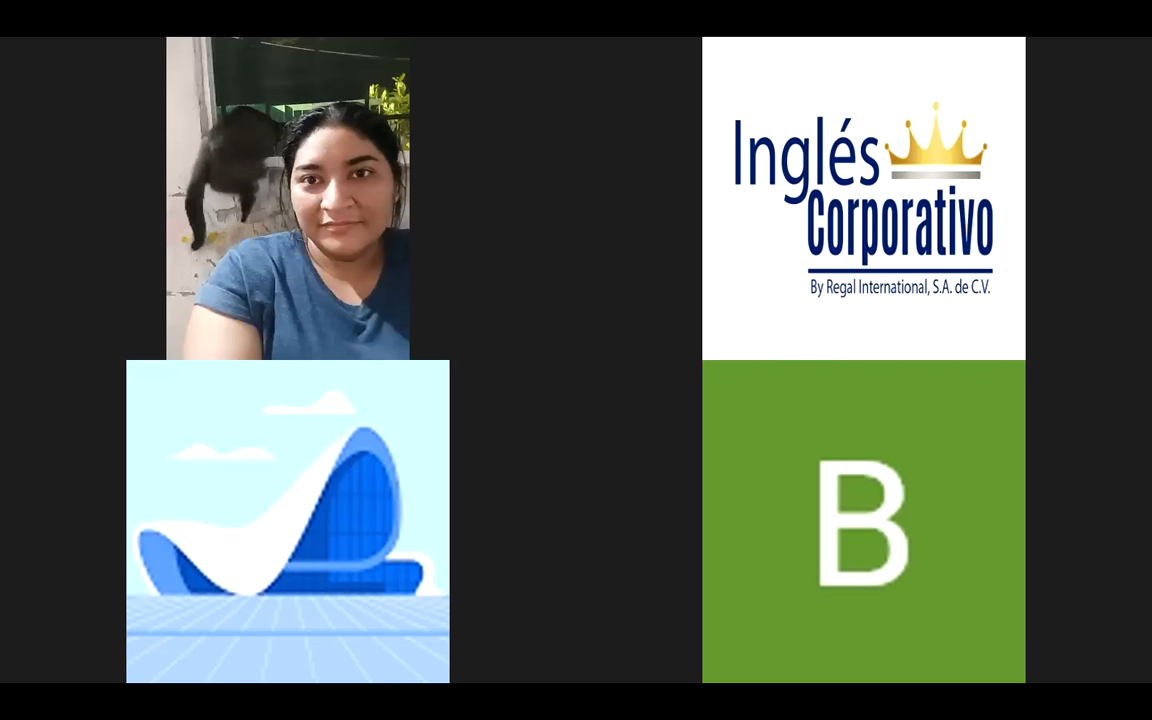 Inglés
Corporativo
By Regal International, S.A. de C.V.
B